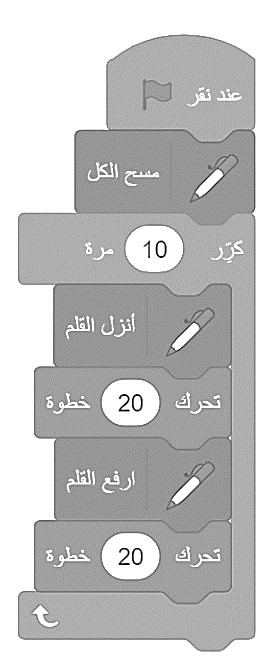 عند نقر
مسح الكل
كرِّر 10 مرة
أنزل القلم
تحرك 20 خطوة
ارفع القلم
تحرك 20 خطوة